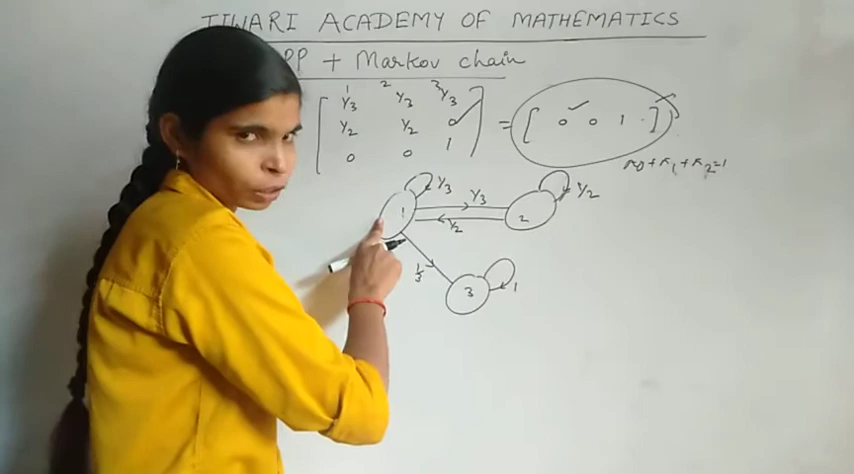 TIWARI ACADEMY OF MATHEMATICS
PP + Markov chain
1 2 3
1/3 1/3 1/3
1/2 1/2 0 = [ 0 0 1 ]
0 0 1
π0 + π1 + π2 = 1
1/3 1/3 1/2
1 2
1/2
1/3 3 1